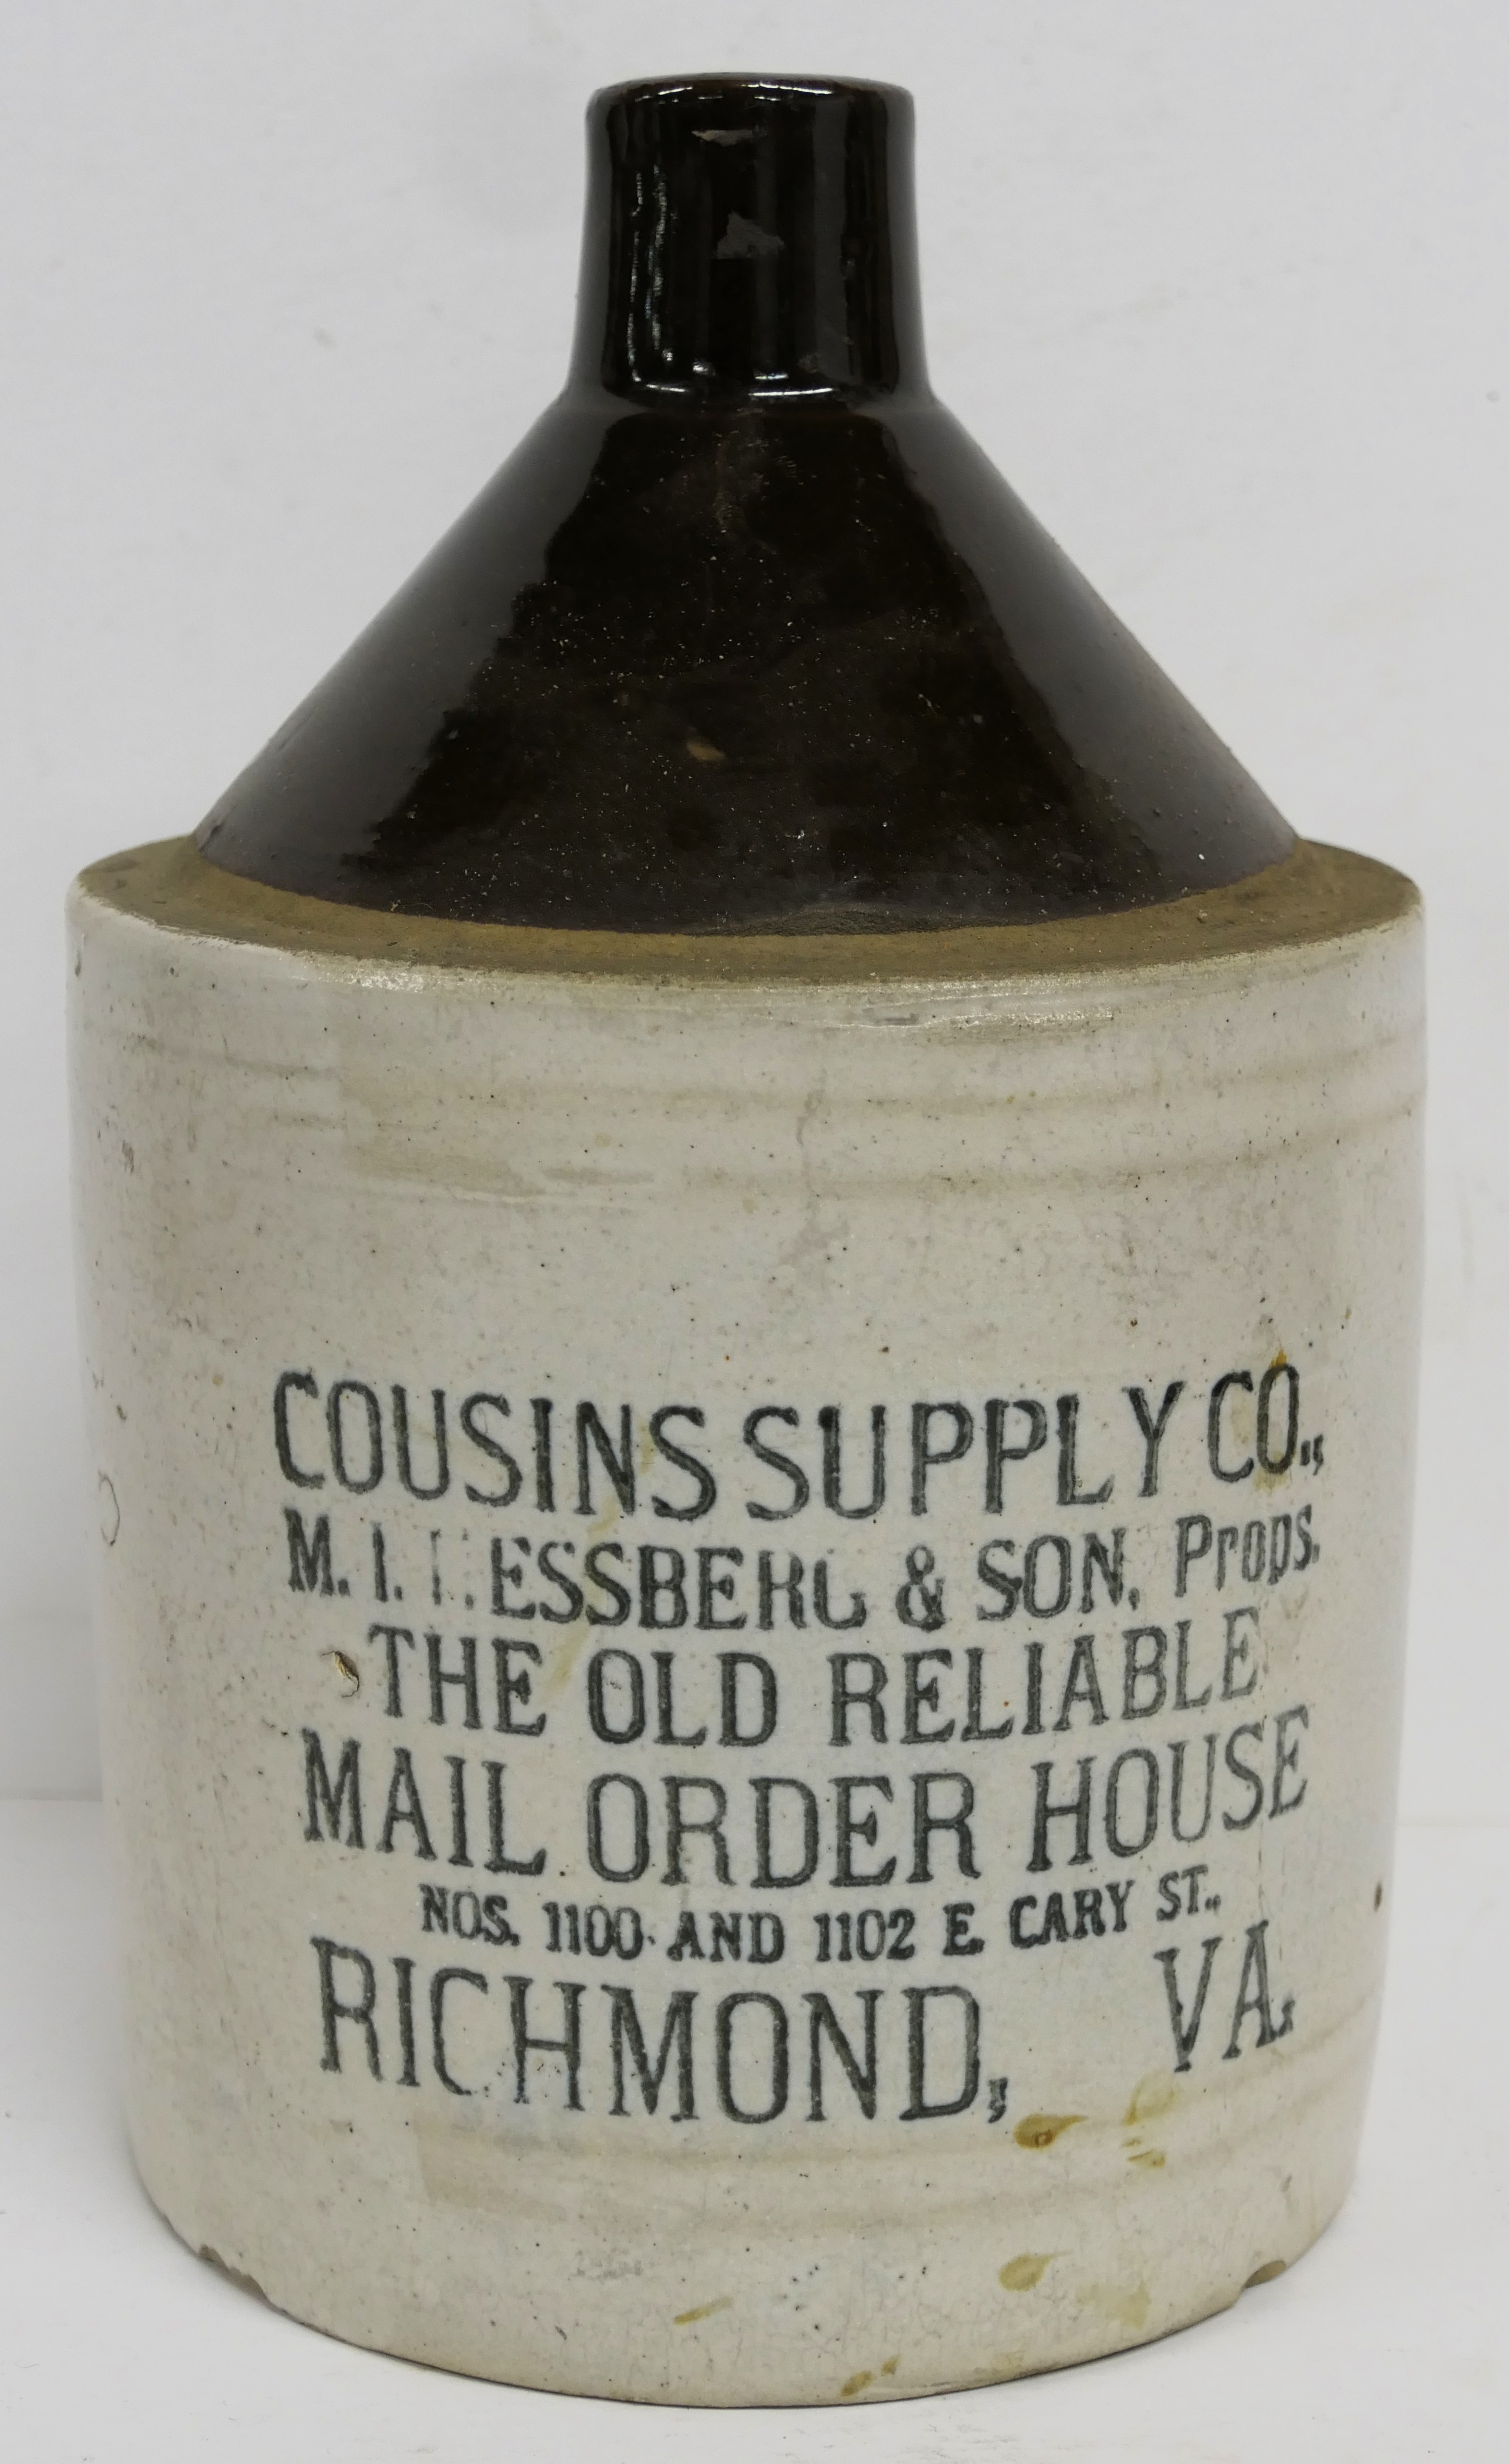 COUSINS SUPPLY CO.,
M. I. & SON, Props.
THE OLD RELIABLE
MAIL ORDER HOUSE
NOS. 1100 AND 1102 E. CARY ST.,
RICHMOND, VA.